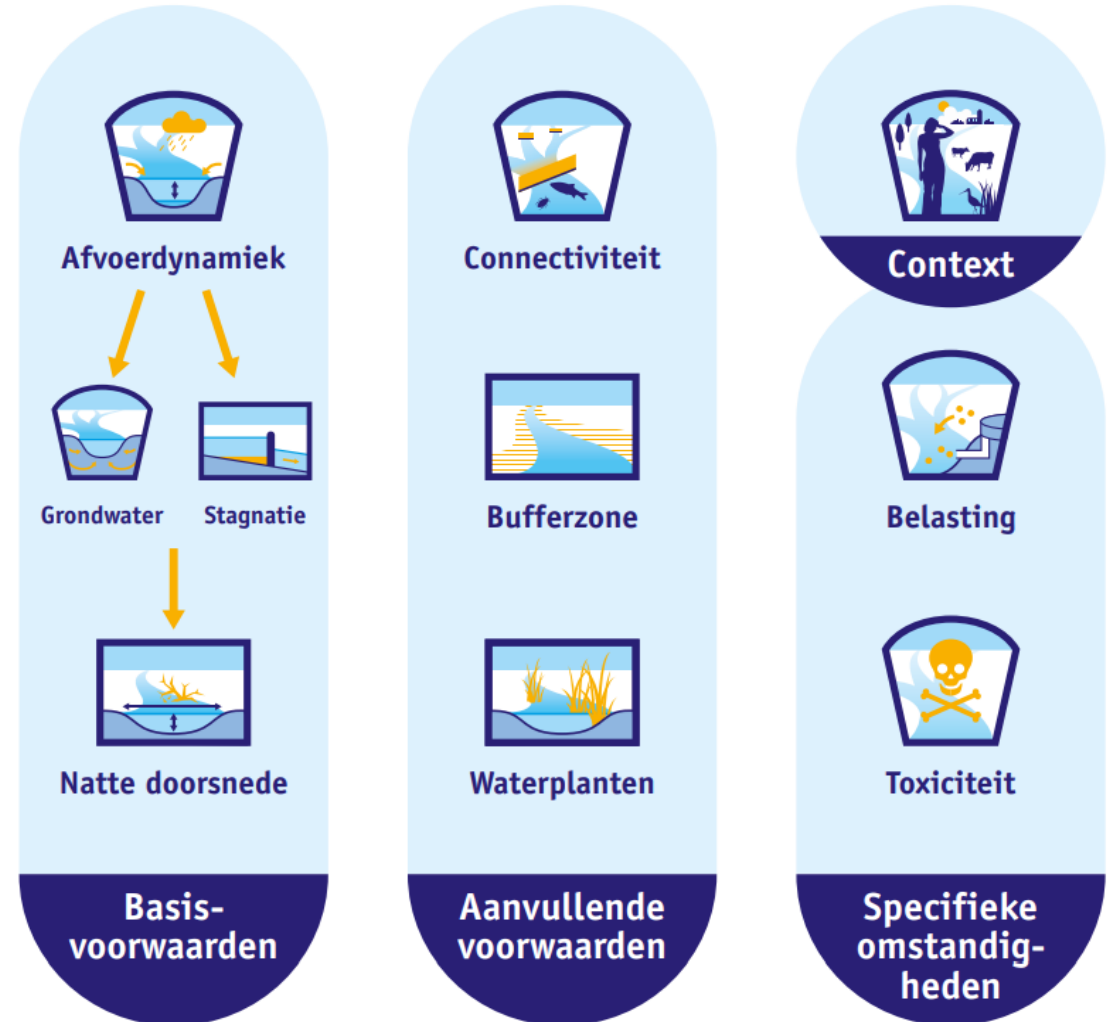 Afvoerdynamiek
Grondwater
Stagnatie
Natte doorsnede
Basis-
voorwaarden
Connectiviteit
Bufferzone
Waterplanten
Aanvullende
voorwaarden
Context
Belasting
Toxiciteit
Specifieke
omstandig-
heden